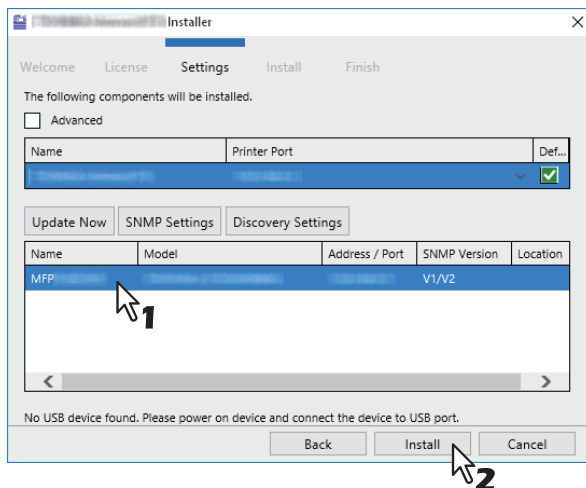 Installer
Welcome License Settings Install Finish
The following components will be installed.
Advanced
Name Printer Port Def...
Update Now SNMP Settings Discovery Settings
Name Model Address / Port SNMP Version Location
MFP V1/V2
1
No USB device found. Please power on device and connect the device to USB port.
Back Install Cancel
2